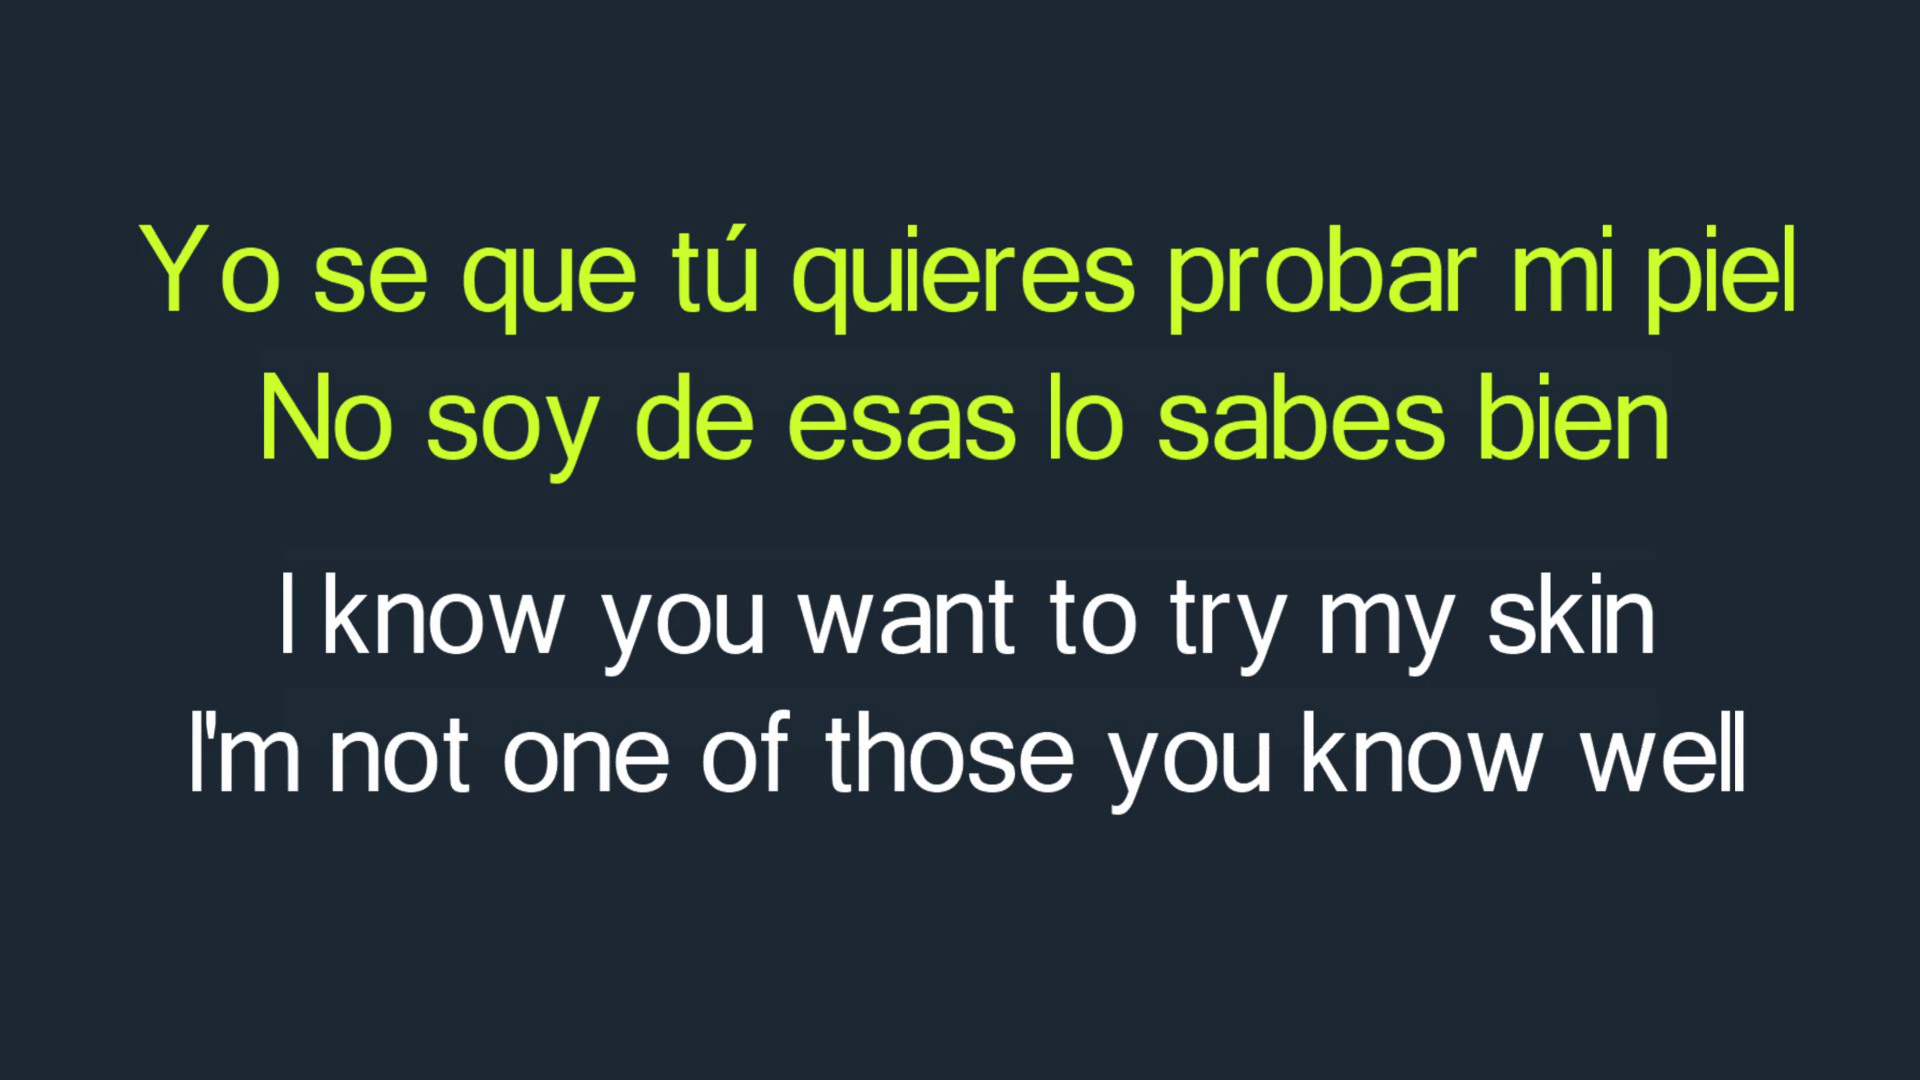 Yo se que tú quieres probar mi piel
No soy de esas lo sabes bien
I know you want to try my skin
I'm not one of those you know well